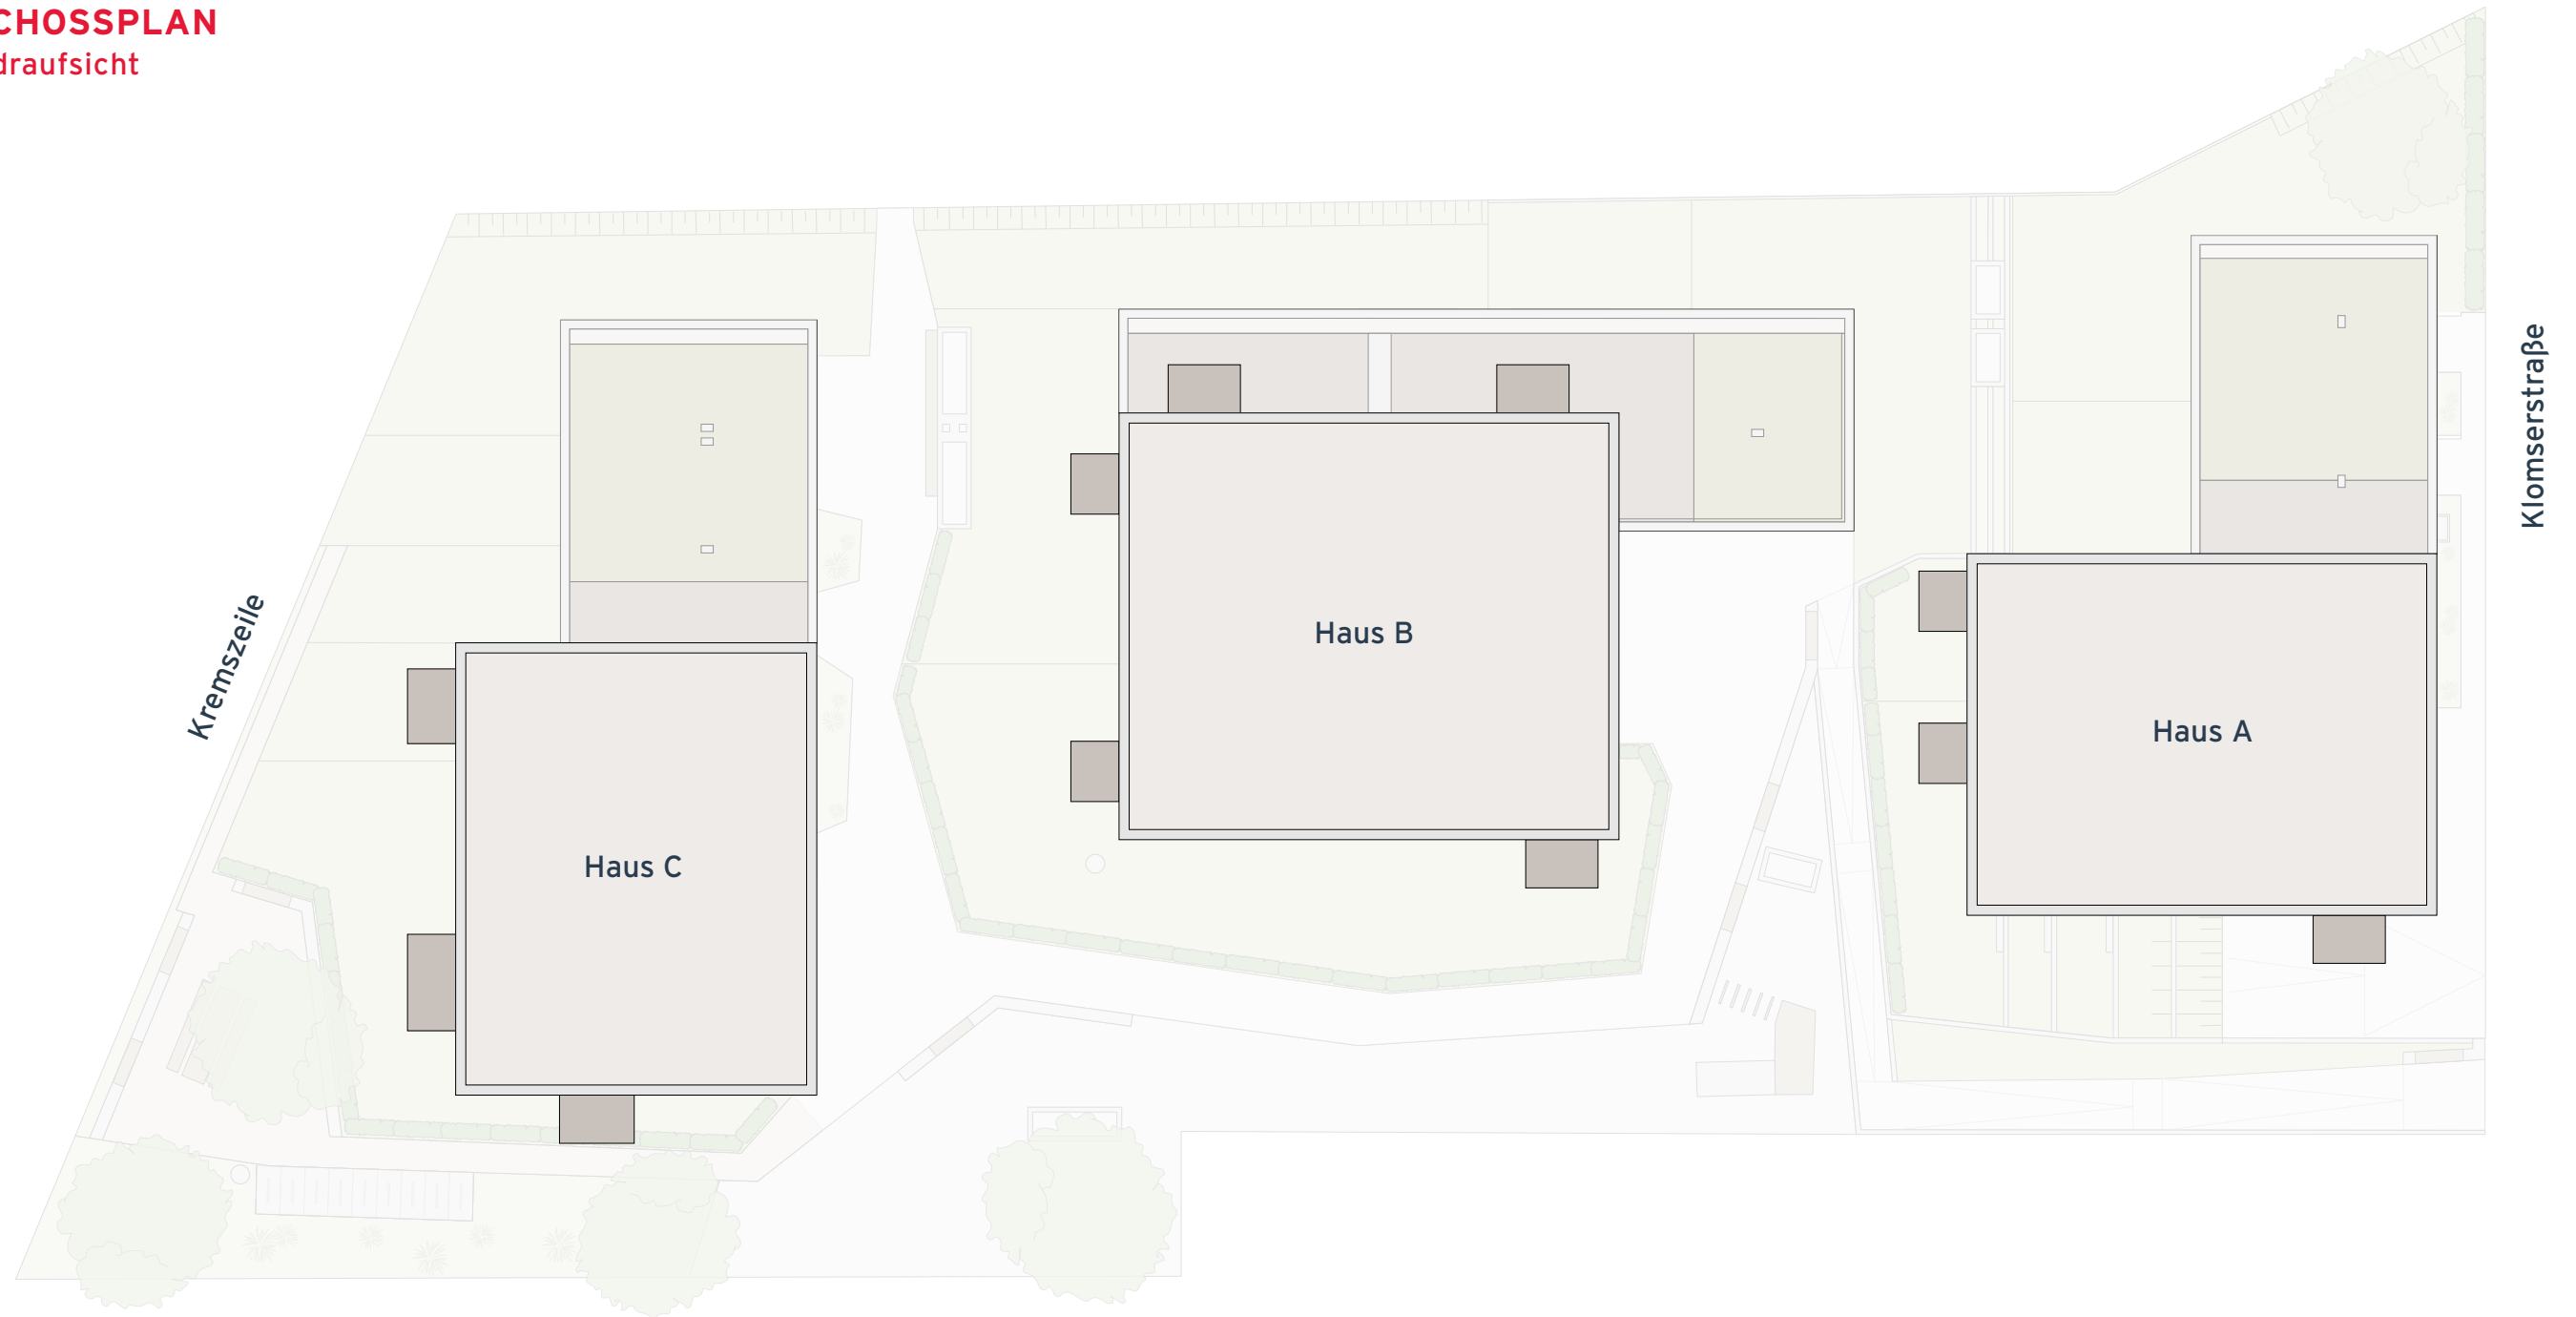 CHOSSPLAN
draufsicht
Klomserstraße
Kremszeile
Haus B
Haus A
Haus C